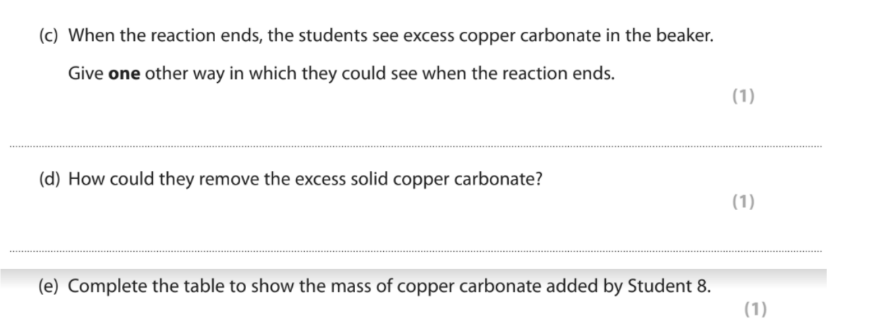 (c) When the reaction ends, the students see excess copper carbonate in the beaker.
Give one other way in which they could see when the reaction ends.
(1)
(d) How could they remove the excess solid copper carbonate?
(1)
(e) Complete the table to show the mass of copper carbonate added by Student 8.
(1)